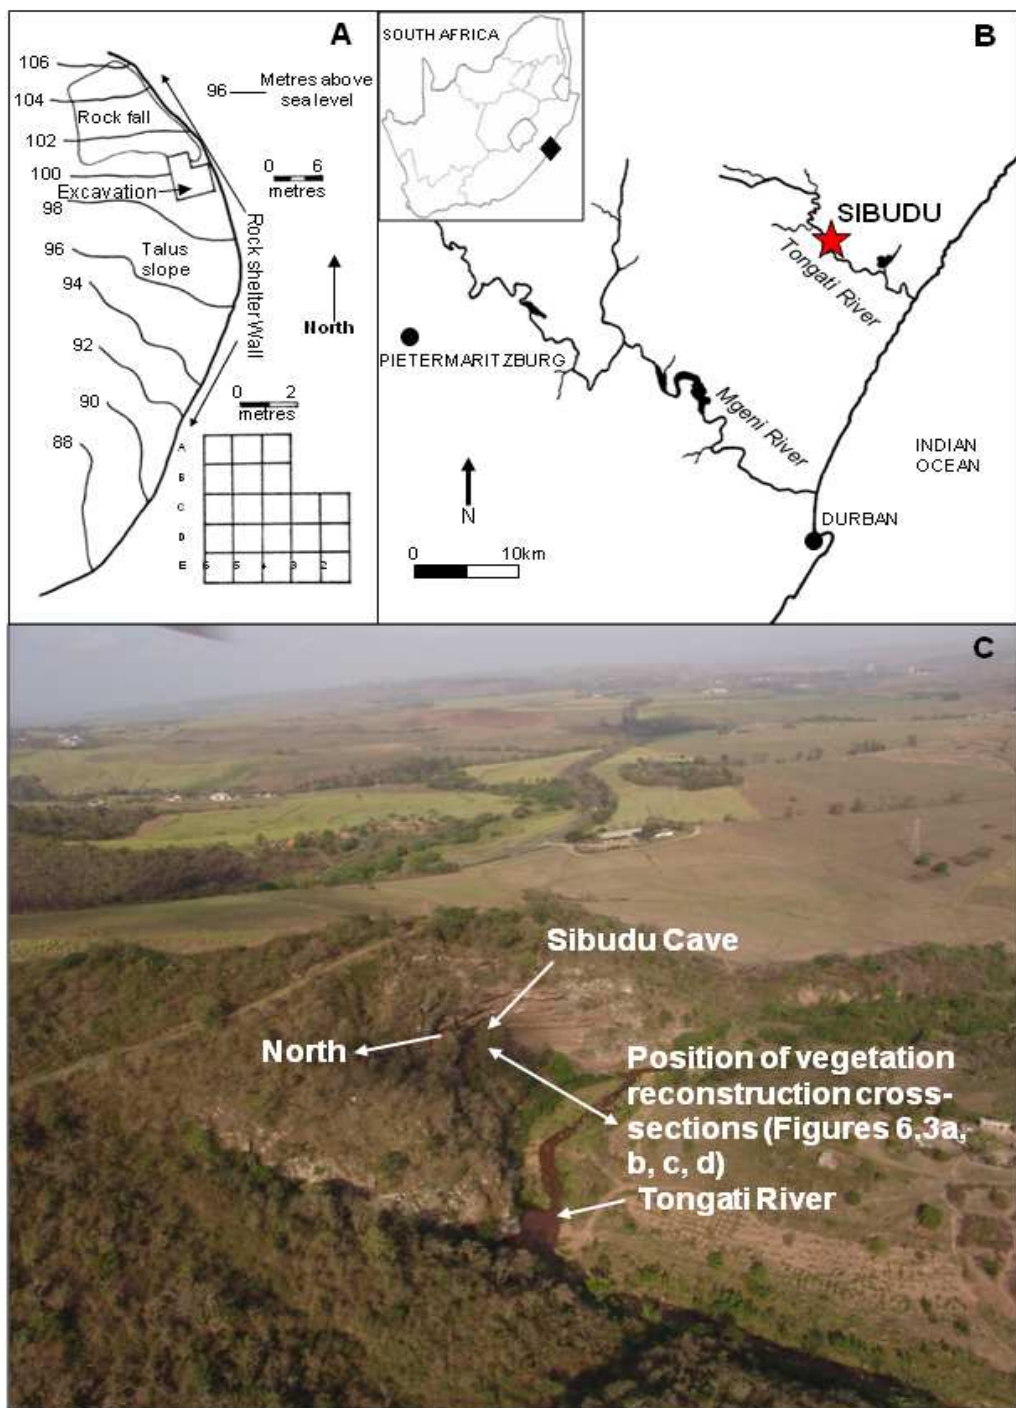 A
106
104
Rock fall
102
100
Excavation
98
96
Talus
slope
94
92
90
88
96
Metres above
sea level
0 6
metres
Rock shelter Wall
North
0 2
metres
A
B
C
D
E 6 5 4 3 2
B
SOUTH AFRICA
SIBUDU
Tongati River
PIETERMARITZBURG
Mgeni River
INDIAN
OCEAN
N
DURBAN
0 10km
C
Sibudu Cave
North
Position of vegetation
reconstruction cross-
sections (Figures 6.3a,
b, c, d)
Tongati River